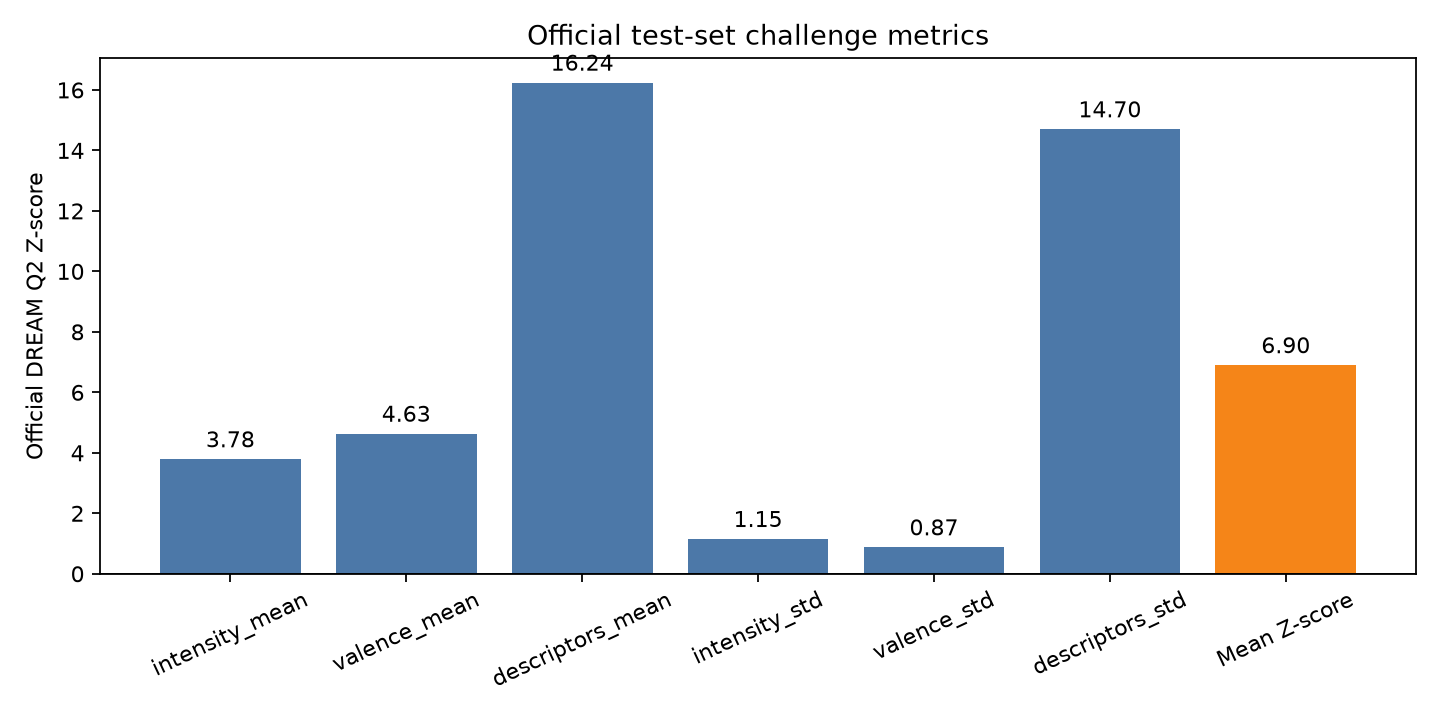 Official test-set challenge metrics
Official DREAM Q2 Z-score
16
14
12
10
8
6
4
2
0
3.78
4.63
16.24
1.15
0.87
14.70
6.90
intensity_mean
valence_mean
descriptors_mean
intensity_std
valence_std
descriptors_std
Mean Z-score